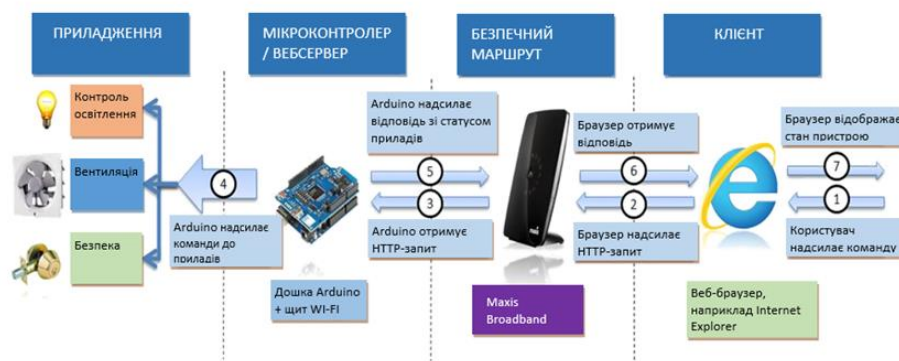 ПРИЛАДЖЕННЯ
МІКРОКОНТРОЛЕР
/ ВЕБСЕРВЕР
БЕЗПЕЧНИЙ
МАРШРУТ
КЛІЄНТ
Контроль
освітлення
Вентиляція
Безпека
4
Arduino надсилає
команди до
приладів
Arduino надсилає
відповідь зі статусом
приладів
5
3
Arduino отримує
HTTP-запит
Дошка Arduino
+ щит WI-FI
Браузер отримує
відповідь
6
2
Браузер надсилає
HTTP-запит
Maxis
Broadband
Браузер відображає
стан пристрою
7
1
Користувач
надсилає команду
Веб-браузер,
наприклад Internet
Explorer